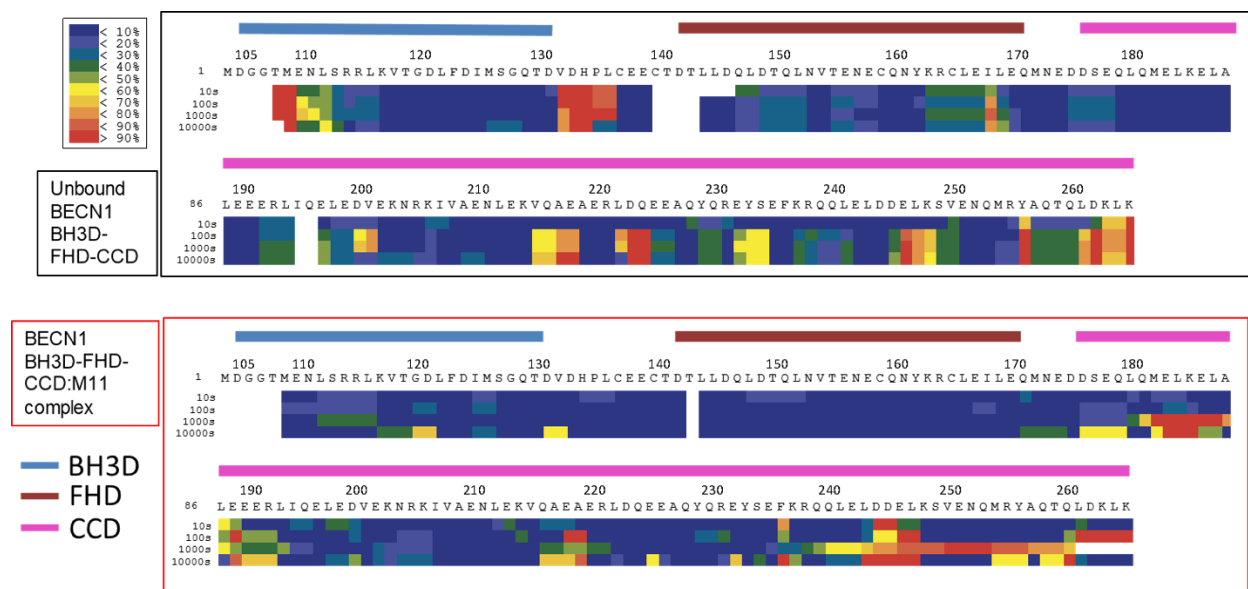 < 10%
< 20%
< 30%
< 40%
< 50%
< 60%
< 70%
< 80%
< 90%
> 90%
105 110 120 131 140 150 160 170 180
1 MDGGTMENLSRRLKVTGDLFDIMSGQTDVDHPLCEECTDTLLDQLDTQLNVTENECQNYKRCLEILEQMNEDDSEQLQMELKELA
10s
100s
1000s
10000s
Unbound
BECN1
BH3D-
FHD-CCD
190 200 210 220 230 240 250 260
86 LEEERLIQELEDVEKNRKIVAENLEKVQAEAERLDQEEAQYQREYSEFKRQQLELDDELKSVENQMRYAQTQLDKLK
10s
100s
1000s
10000s
BECN1
BH3D-FHD-
CCD:M11
complex
105 110 120 130 141 150 160 170 180
1 MDGGTMENLSRRLKVTGDLFDIMSGQTDVDHPLCEECTDTLLDQLDTQLNVTENECQNYKRCLEILEQMNEDDSEQLQMELKELA
10s
100s
1000s
10000s
BH3D
FHD
CCD
190 200 210 220 230 240 250 260
86 LEEERLIQELEDVEKNRKIVAENLEKVQAEAERLDQEEAQYQREYSEFKRQQLELDDELKSVENQMRYAQTQLDKLK
10s
100s
1000s
10000s